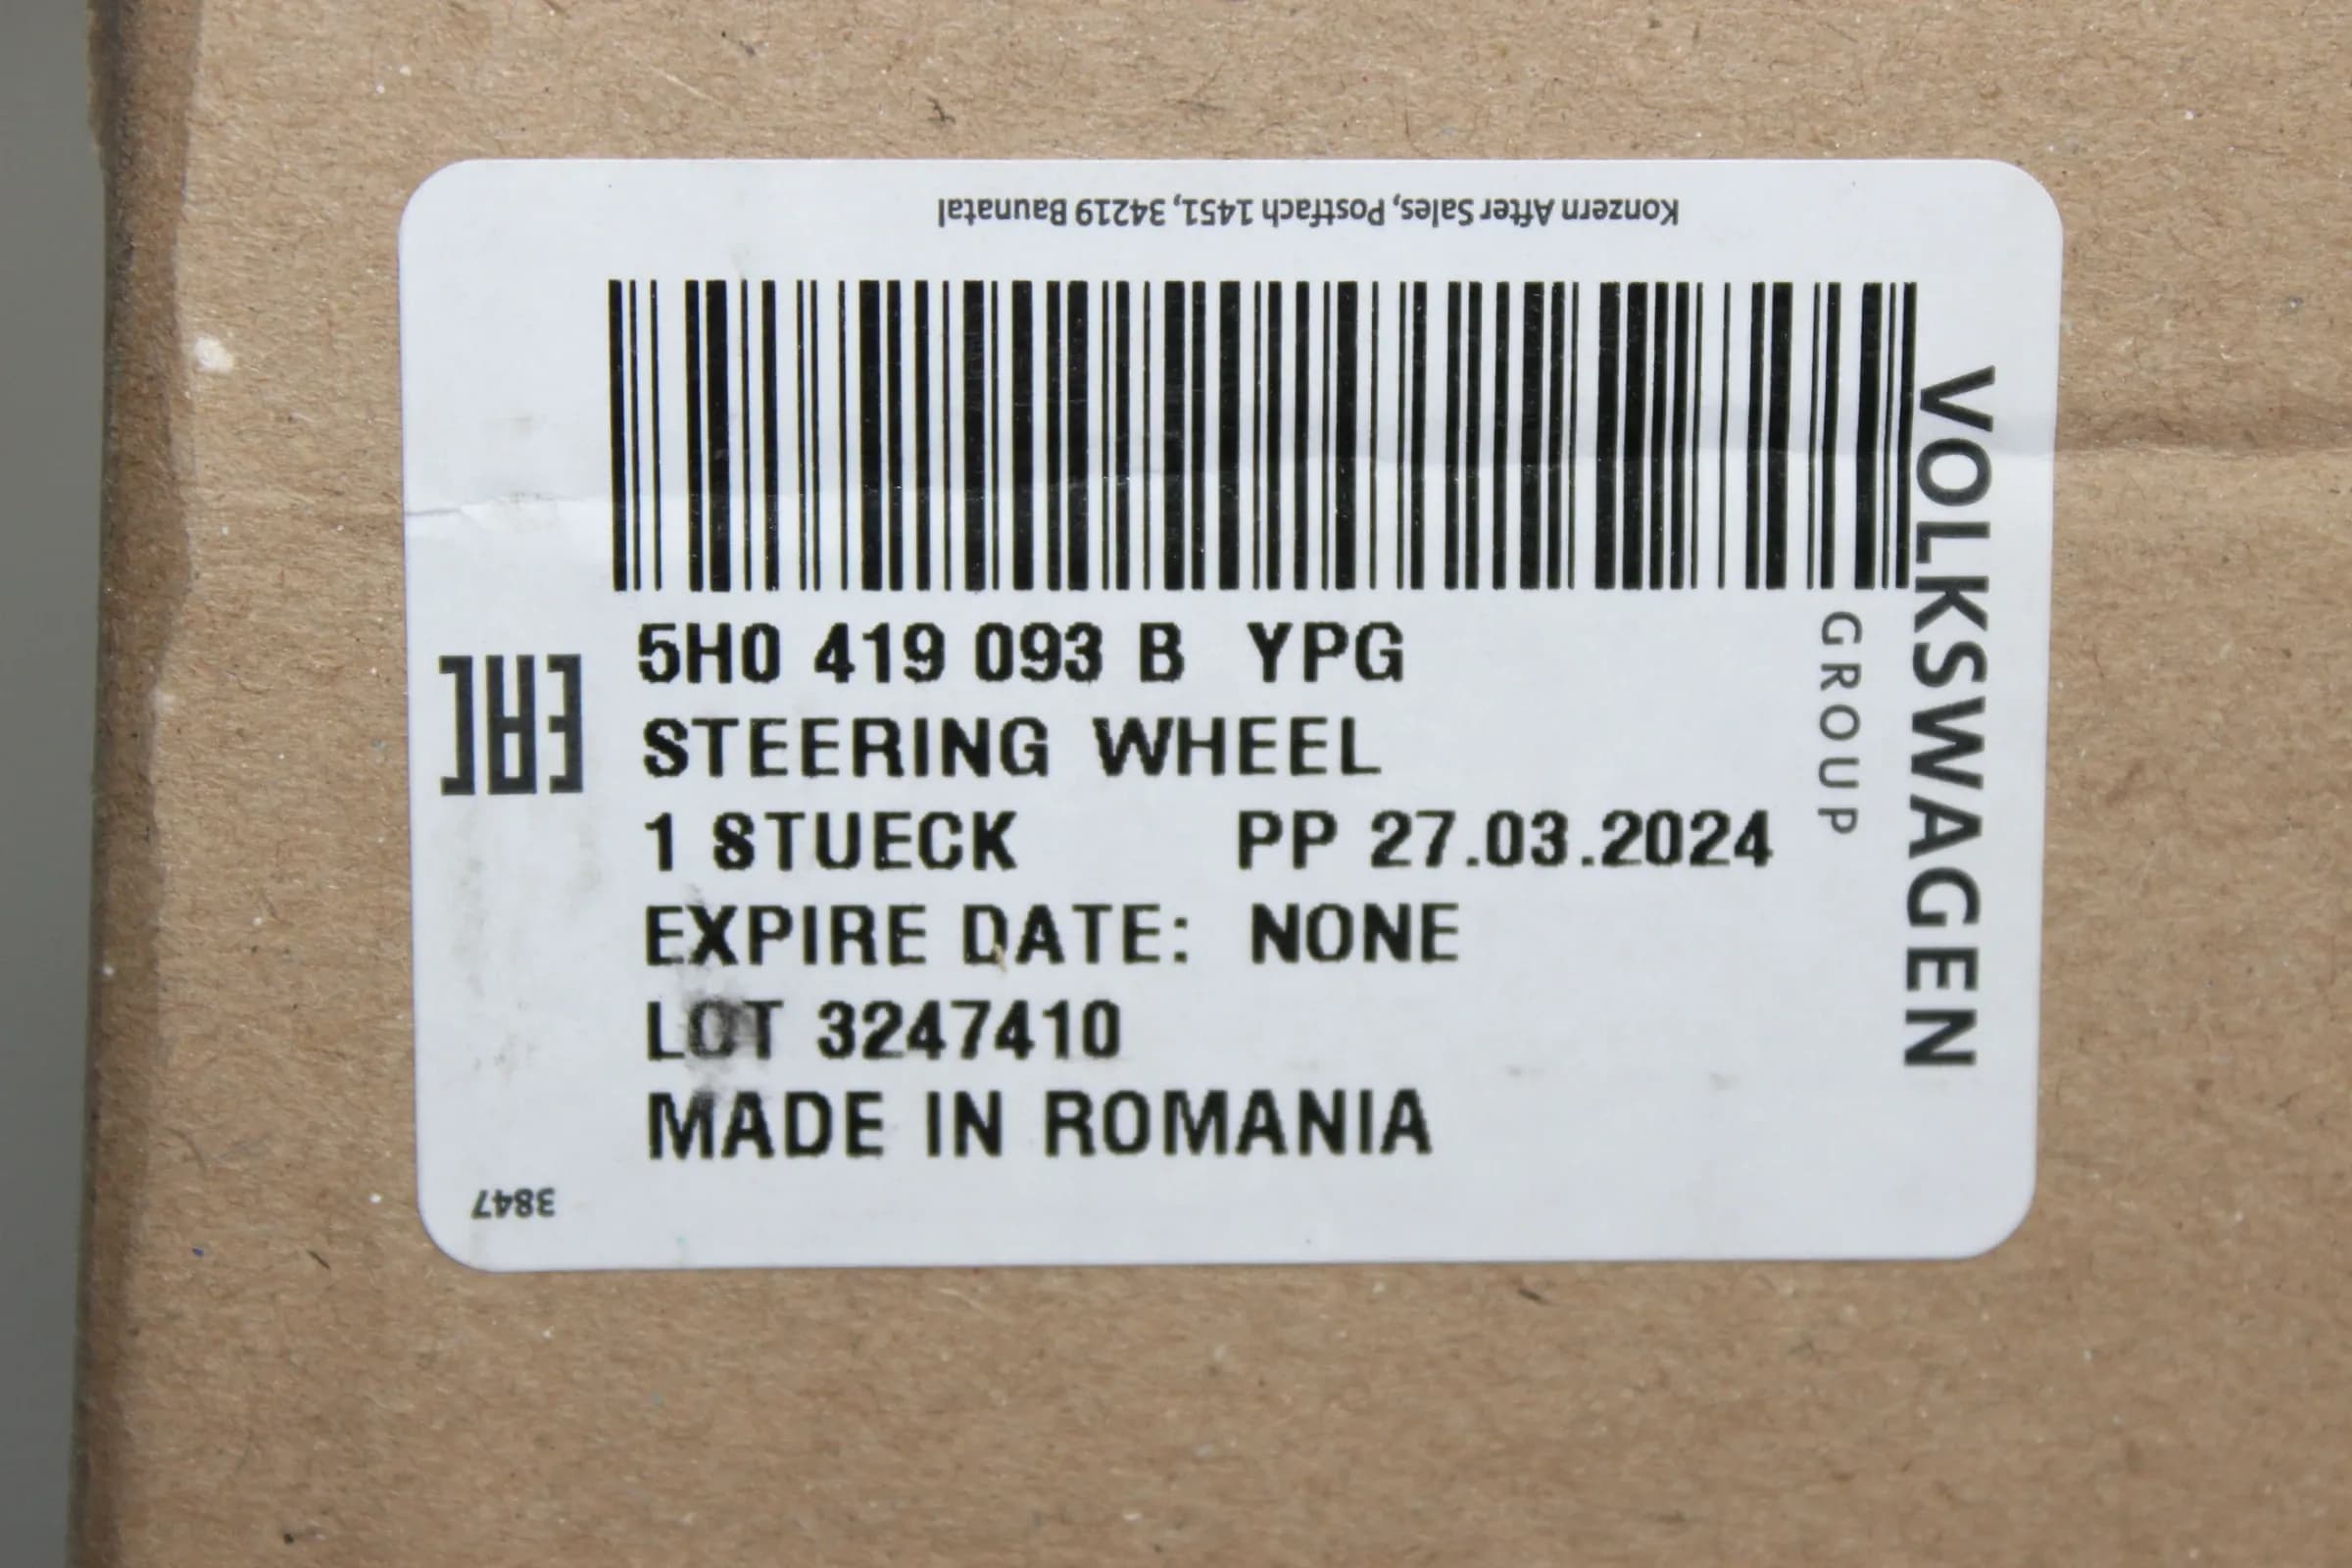 Konzern After Sales, Postfach 1451, 34219 Baunatal
5H0 419 093 B YPG
STEERING WHEEL
1 STUECK PP 27.03.2024
EXPIRE DATE: NONE
LOT 3247410
MADE IN ROMANIA
VOLKSWAGEN
GROUP
EAC
3847